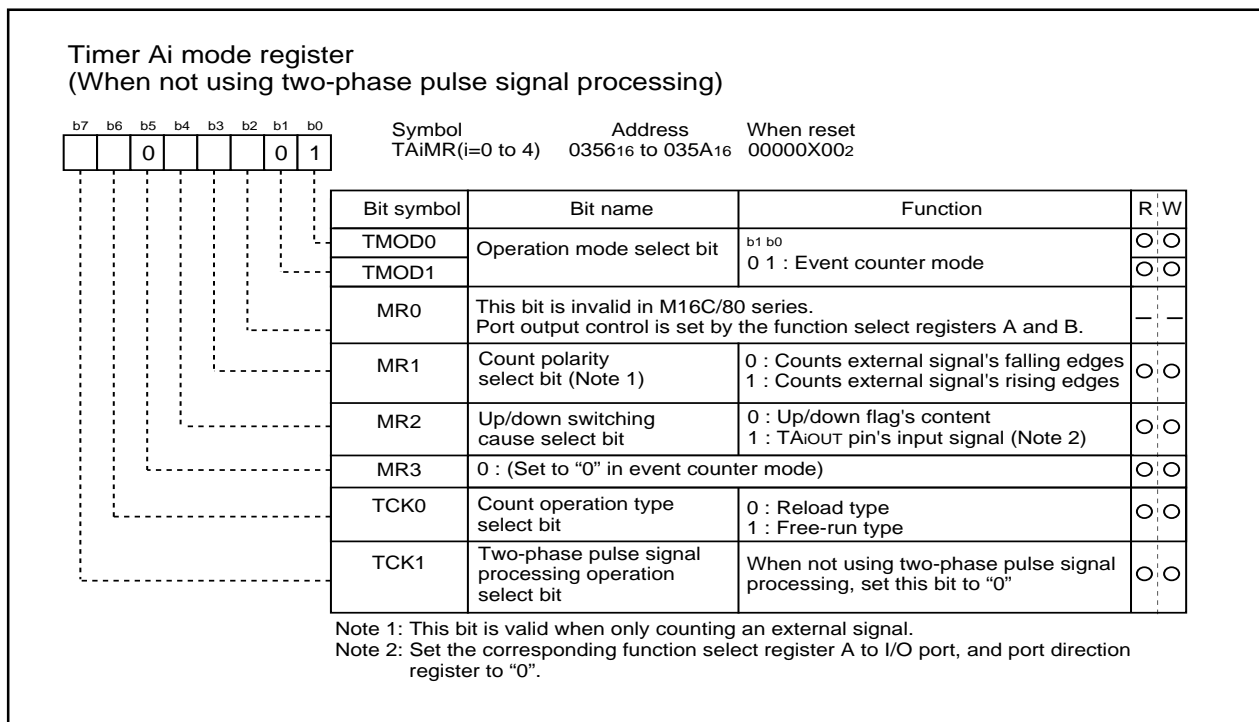 Timer Ai mode register
(When not using two-phase pulse signal processing)
b7 b6 b5 b4 b3 b2 b1 b0
0 0 1
Symbol Address When reset
TAiMR(i=0 to 4) 035616 to 035A16 00000X002
Bit symbol Bit name Function R W
TMOD0
TMOD1
Operation mode select bit
b1 b0
0 1 : Event counter mode
MR0
This bit is invalid in M16C/80 series.
Port output control is set by the function select registers A and B.
– –
MR1
Count polarity
select bit (Note 1)
0 : Counts external signal's falling edges
1 : Counts external signal's rising edges
MR2
Up/down switching
cause select bit
0 : Up/down flag's content
1 : TAiOUT pin's input signal (Note 2)
MR3
0 : (Set to “0” in event counter mode)
TCK0
Count operation type
select bit
0 : Reload type
1 : Free-run type
TCK1
Two-phase pulse signal
processing operation
select bit
When not using two-phase pulse signal
processing, set this bit to “0”
Note 1: This bit is valid when only counting an external signal.
Note 2: Set the corresponding function select register A to I/O port, and port direction
register to “0”.